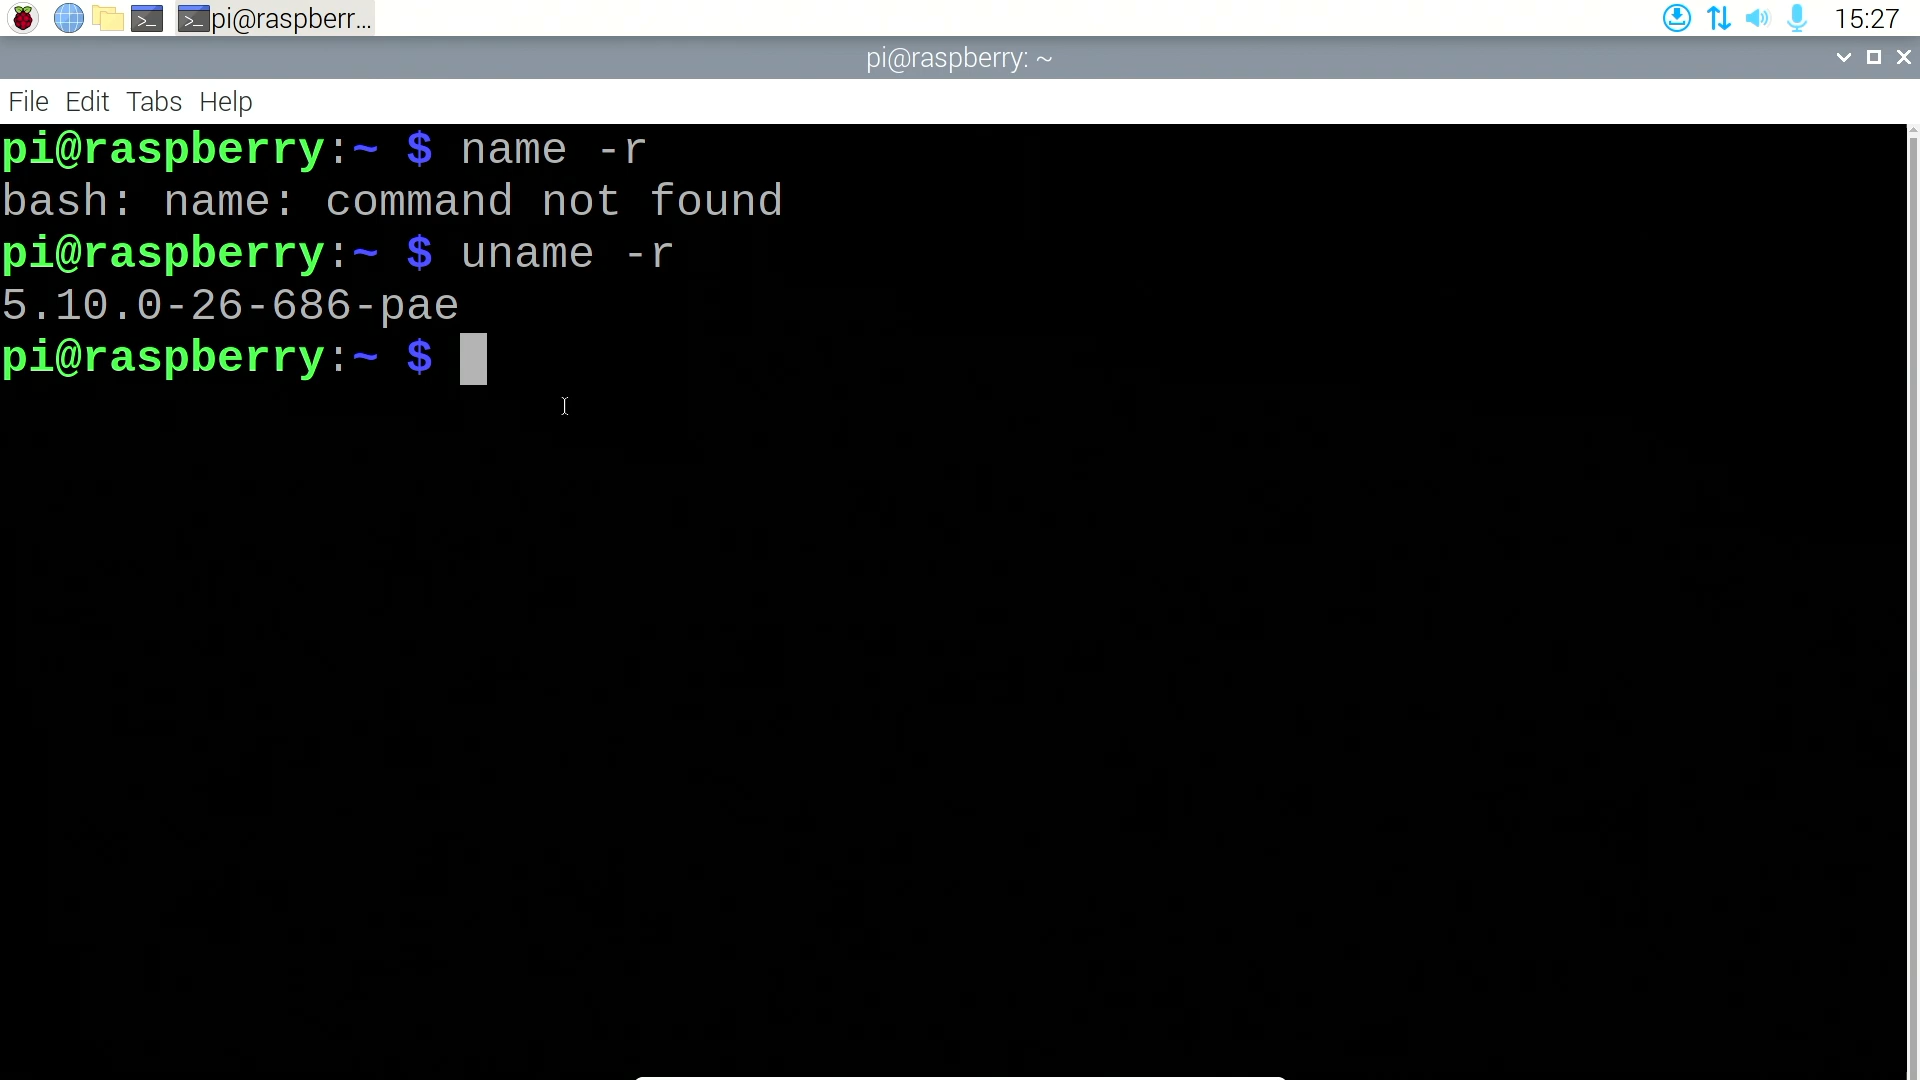 pi@raspberr... 15:27
pi@raspberry: ~
File Edit Tabs Help
pi@raspberry:~ $ name -r
bash: name: command not found
pi@raspberry:~ $ uname -r
5.10.0-26-686-pae
pi@raspberry:~ $